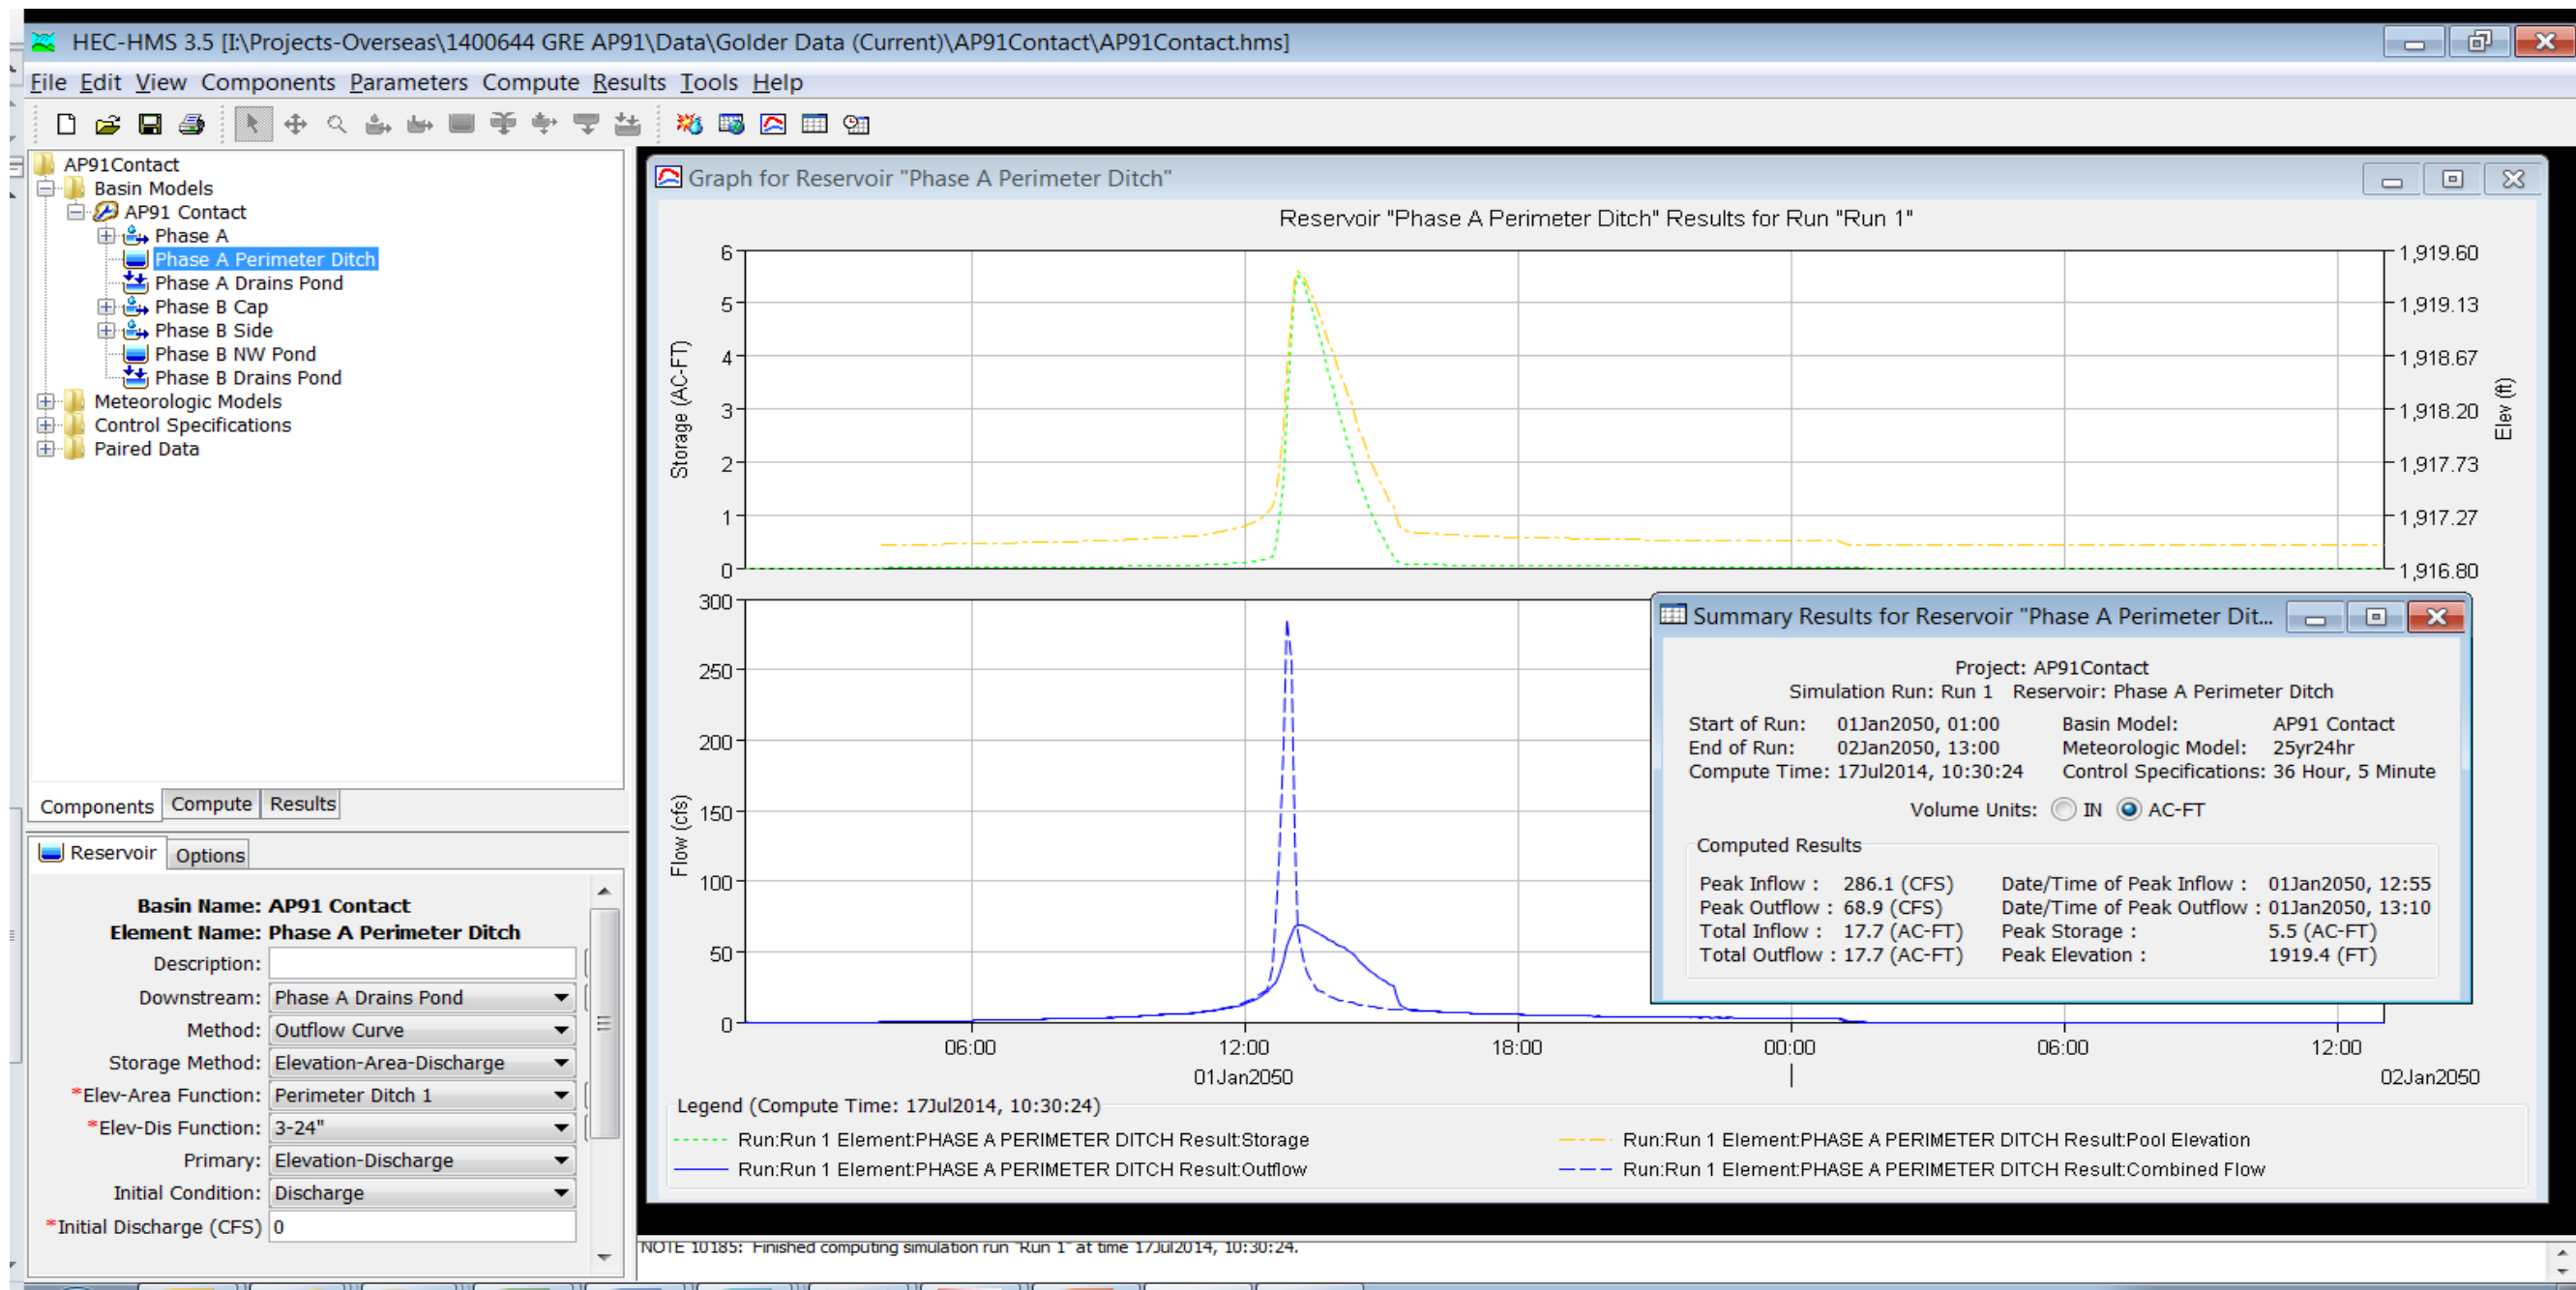 HEC-HMS 3.5 [I:\Projects-Overseas\1400644 GRE AP91\Data\Golder Data (Current)\AP91Contact\AP91Contact.hms]
File Edit View Components Parameters Compute Results Tools Help
AP91Contact
Basin Models
AP91 Contact
Phase A
Phase A Perimeter Ditch
Phase A Drains Pond
Phase B Cap
Phase B Side
Phase B NW Pond
Phase B Drains Pond
Meteorologic Models
Control Specifications
Paired Data
Components Compute Results
Reservoir Options
Basin Name: AP91 Contact
Element Name: Phase A Perimeter Ditch
Description:
Downstream: Phase A Drains Pond
Method: Outflow Curve
Storage Method: Elevation-Area-Discharge
*Elev-Area Function: Perimeter Ditch 1
*Elev-Dis Function: 3-24"
Primary: Elevation-Discharge
Initial Condition: Discharge
*Initial Discharge (CFS) 0
Graph for Reservoir "Phase A Perimeter Ditch"
Reservoir "Phase A Perimeter Ditch" Results for Run "Run 1"
Storage (AC-FT)
6
5
4
3
2
1
0
1,919.60
1,919.13
1,918.67
1,918.20
1,917.73
1,917.27
1,916.80
Elev (ft)
Flow (cfs)
300
250
200
150
100
50
0
06:00 12:00 18:00 00:00 06:00 12:00
01Jan2050 | 02Jan2050
Legend (Compute Time: 17Jul2014, 10:30:24)
Run:Run 1 Element:PHASE A PERIMETER DITCH Result:Storage
Run:Run 1 Element:PHASE A PERIMETER DITCH Result:Pool Elevation
Run:Run 1 Element:PHASE A PERIMETER DITCH Result:Outflow
Run:Run 1 Element:PHASE A PERIMETER DITCH Result:Combined Flow
Summary Results for Reservoir "Phase A Perimeter Dit...
Project: AP91Contact
Simulation Run: Run 1 Reservoir: Phase A Perimeter Ditch
Start of Run: 01Jan2050, 01:00 Basin Model: AP91 Contact
End of Run: 02Jan2050, 13:00 Meteorologic Model: 25yr24hr
Compute Time: 17Jul2014, 10:30:24 Control Specifications: 36 Hour, 5 Minute
Volume Units: IN AC-FT
Computed Results
Peak Inflow : 286.1 (CFS) Date/Time of Peak Inflow : 01Jan2050, 12:55
Peak Outflow : 68.9 (CFS) Date/Time of Peak Outflow : 01Jan2050, 13:10
Total Inflow : 17.7 (AC-FT) Peak Storage : 5.5 (AC-FT)
Total Outflow : 17.7 (AC-FT) Peak Elevation : 1919.4 (FT)
NOTE 10185: Finished computing simulation run "Run 1" at time 17Jul2014, 10:30:24.